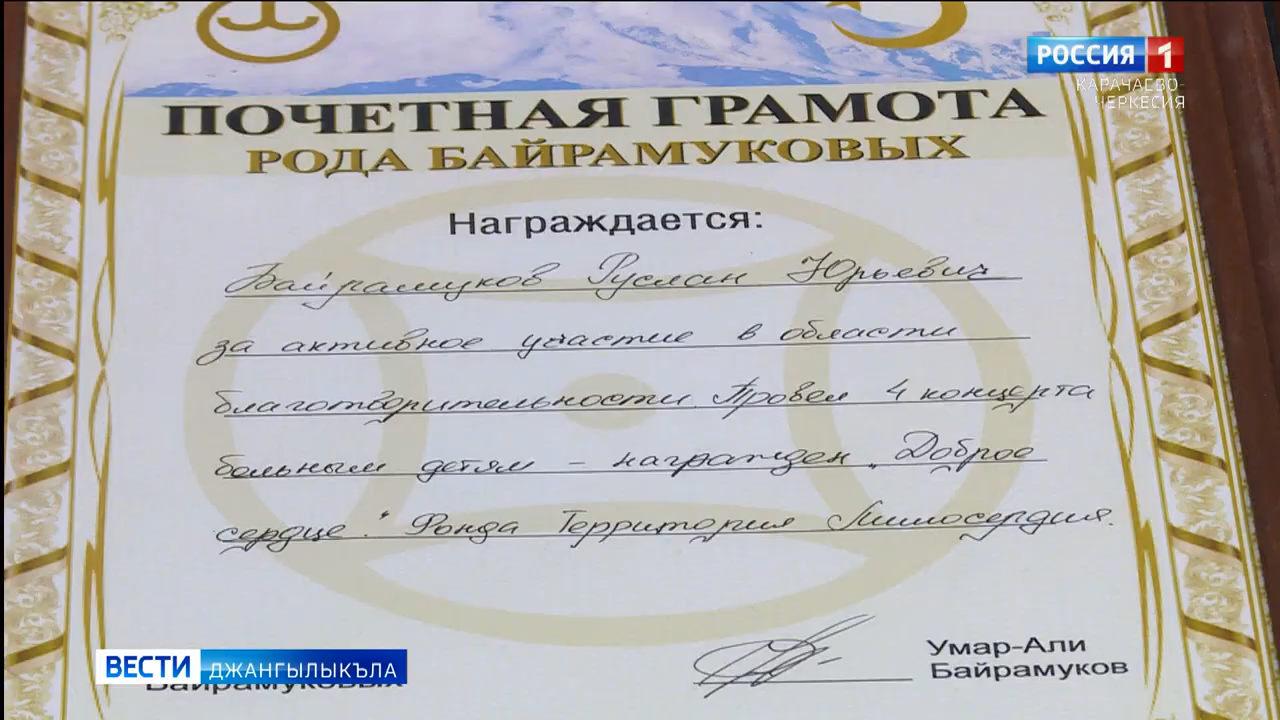 РОССИЯ 1
КАРАЧАЕВО-
ЧЕРКЕСИЯ
ПОЧЕТНАЯ ГРАМОТА
РОДА БАЙРАМУКОВЫХ
Награждается:
Байрамуков Руслан Юрьевич
за активное участие в области
благотворительности. Провел 4 концерта
больным детям – награжден „Доброе
сердце". Фонда Территория Милосердия.
Умар-Али
Байрамуков
ВЕСТИ ДЖАНГЫЛЫКЪЛА
Байрамуковых